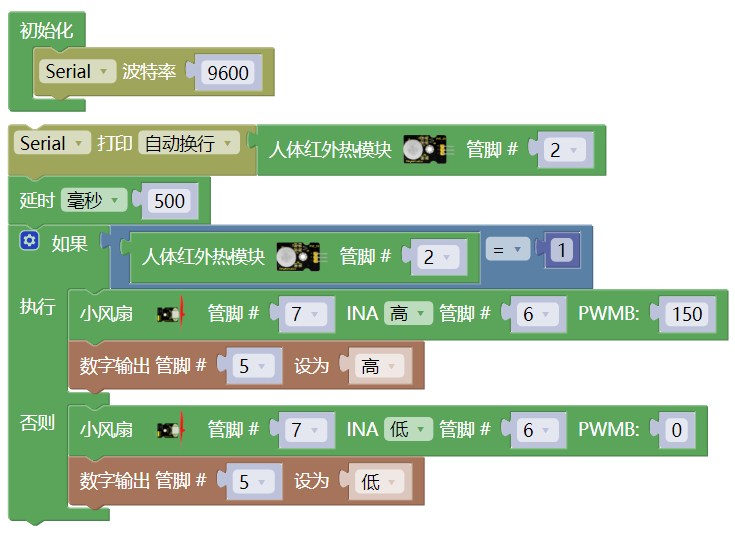 初始化
Serial 波特率 9600
Serial 打印 自动换行 人体红外热模块 管脚 # 2
延时 毫秒 500
如果 人体红外热模块 管脚 # 2 = 1
执行 小风扇 管脚 # 7 INA 高 管脚 # 6 PWMB: 150
数字输出 管脚 # 5 设为 高
否则 小风扇 管脚 # 7 INA 低 管脚 # 6 PWMB: 0
数字输出 管脚 # 5 设为 低